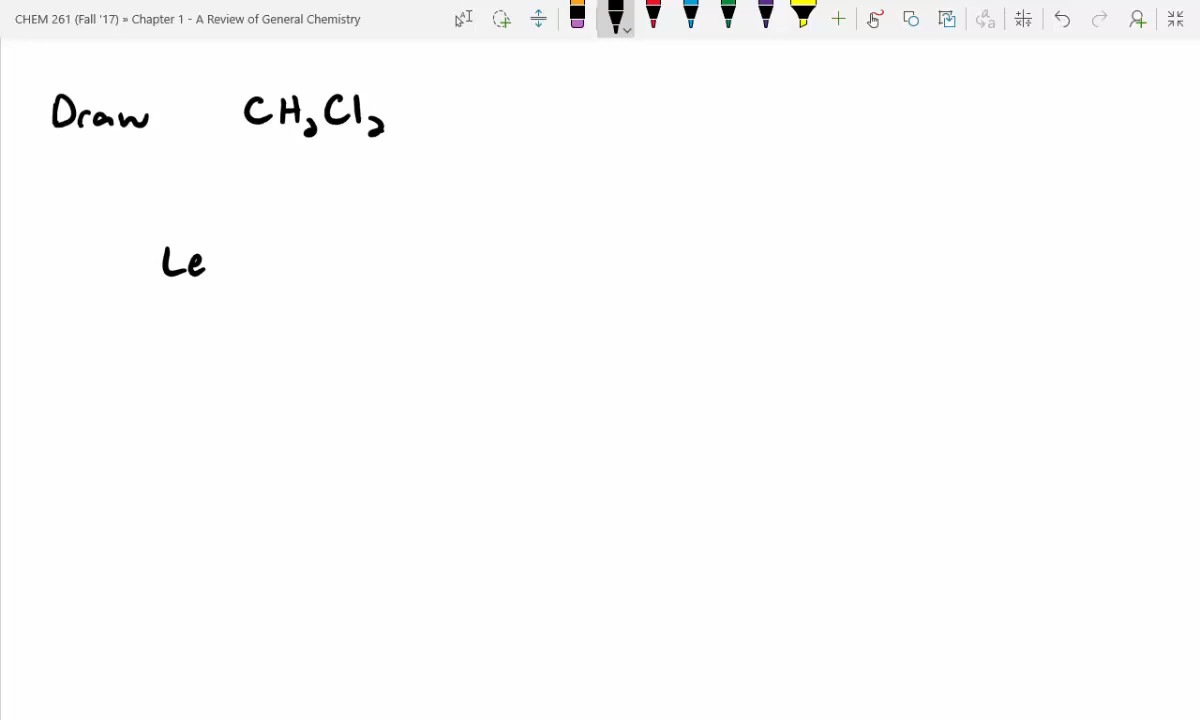 CHEM 261 (Fall '17) » Chapter 1 - A Review of General Chemistry
Draw CH₂Cl₂
Le